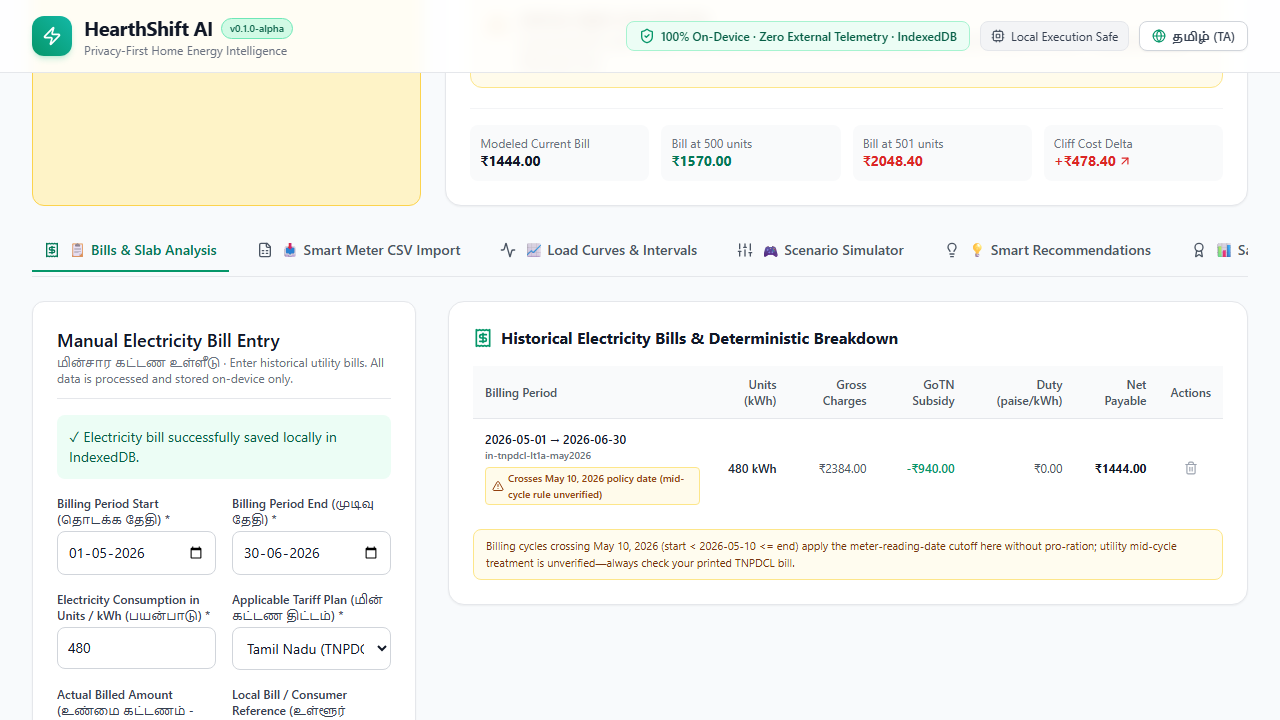 HearthShift AI v0.1.0-alpha
Privacy-First Home Energy Intelligence
100% On-Device · Zero External Telemetry · IndexedDB
Local Execution Safe
தமிழ் (TA)
Modeled Current Bill
₹1444.00
Bill at 500 units
₹1570.00
Bill at 501 units
₹2048.40
Cliff Cost Delta
+₹478.40 ↗
Bills & Slab Analysis
Smart Meter CSV Import
Load Curves & Intervals
Scenario Simulator
Smart Recommendations
Manual Electricity Bill Entry
மின்சார கட்டண உள்ளீடு · Enter historical utility bills. All
data is processed and stored on-device only.
✓ Electricity bill successfully saved locally in
IndexedDB.
Billing Period Start
(தொடக்க தேதி) *
01-05-2026
Billing Period End (முடிவு
தேதி) *
30-06-2026
Electricity Consumption in
Units / kWh (பயன்பாடு) *
480
Applicable Tariff Plan (மின்
கட்டண திட்டம்) *
Tamil Nadu (TNPDC
Actual Billed Amount
(உண்மை கட்டணம் -
Local Bill / Consumer
Reference (உள்ளூர்
Historical Electricity Bills & Deterministic Breakdown
Billing Period
Units
(kWh)
Gross
Charges
GoTN
Subsidy
Duty
(paise/kWh)
Net
Payable
Actions
2026-05-01 → 2026-06-30
in-tnpdcl-lt1a-may2026
Crosses May 10, 2026 policy date (mid-
cycle rule unverified)
480 kWh
₹2384.00
-₹940.00
₹0.00
₹1444.00
Billing cycles crossing May 10, 2026 (start < 2026-05-10 <= end) apply the meter-reading-date cutoff here without pro-ration; utility mid-cycle
treatment is unverified—always check your printed TNPDCL bill.